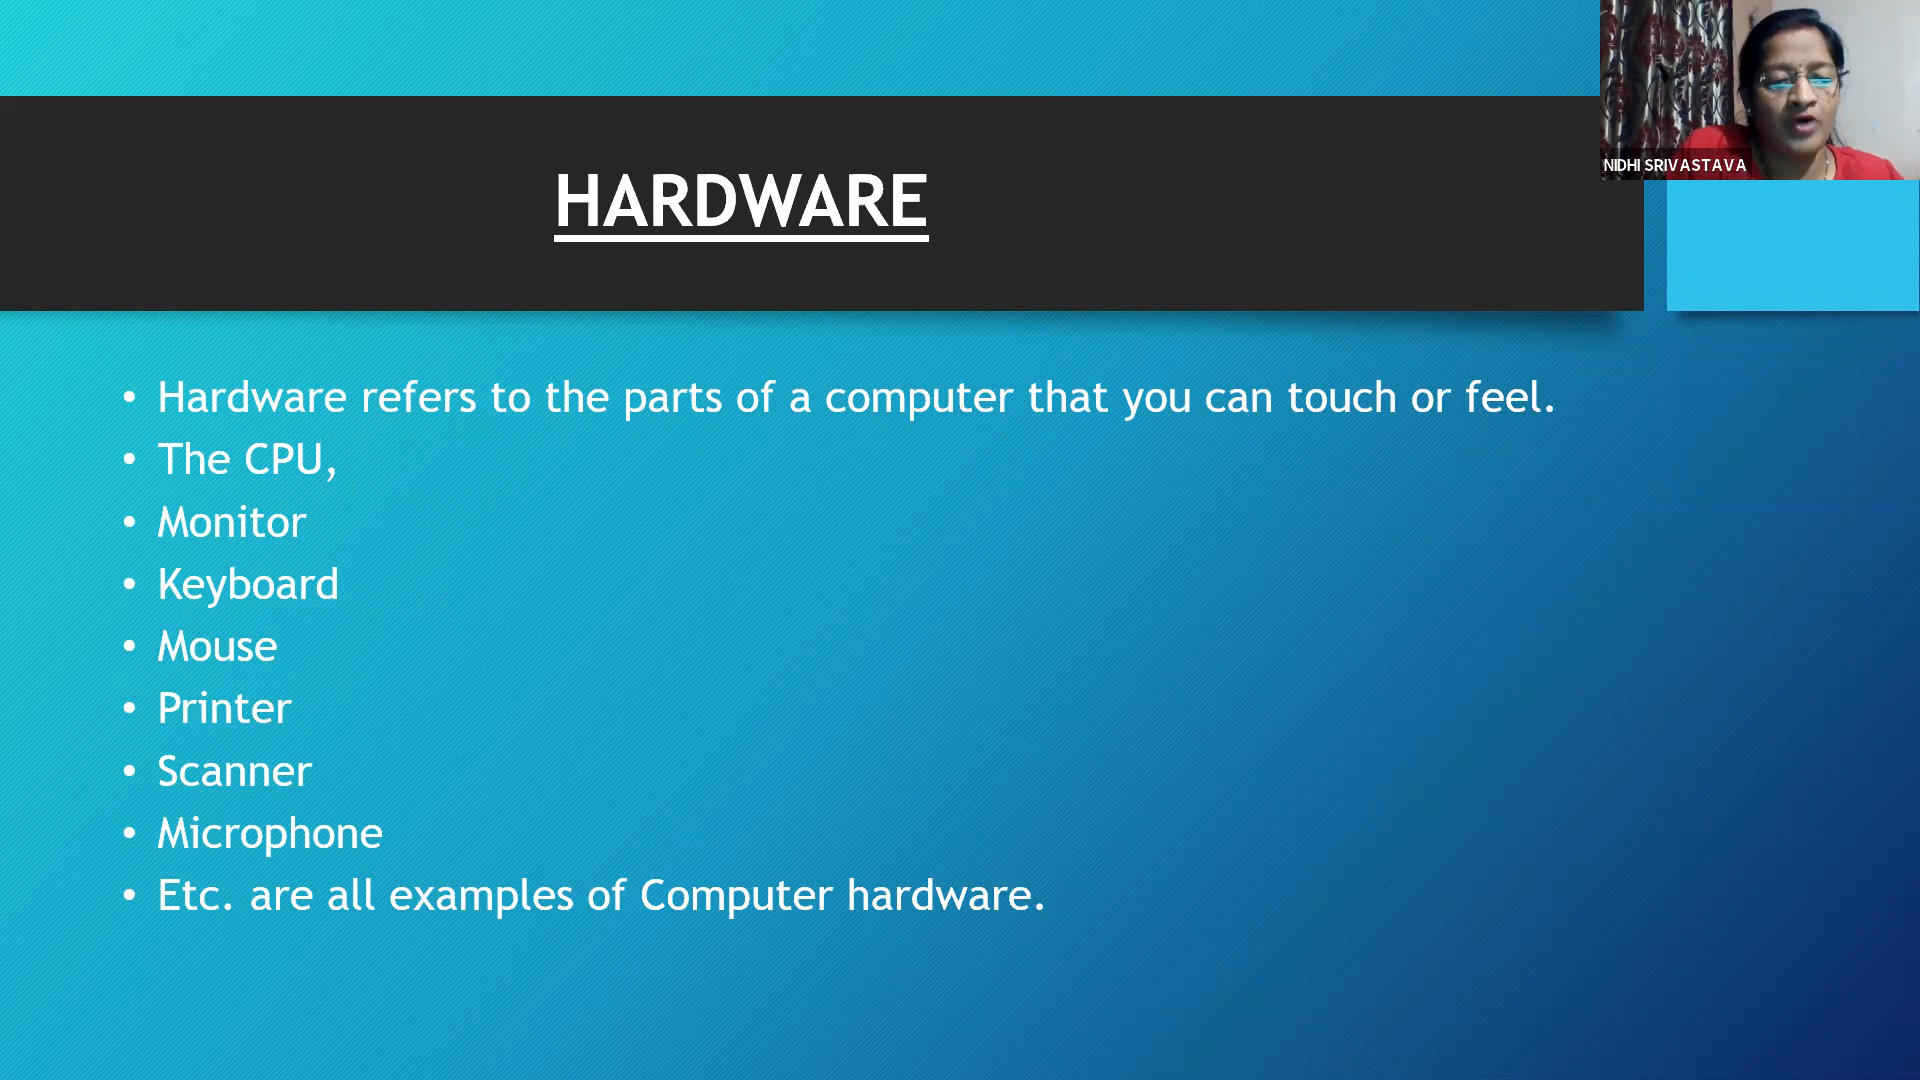 NIDHI SRIVASTAVA
HARDWARE
• Hardware refers to the parts of a computer that you can touch or feel.
• The CPU,
• Monitor
• Keyboard
• Mouse
• Printer
• Scanner
• Microphone
• Etc. are all examples of Computer hardware.